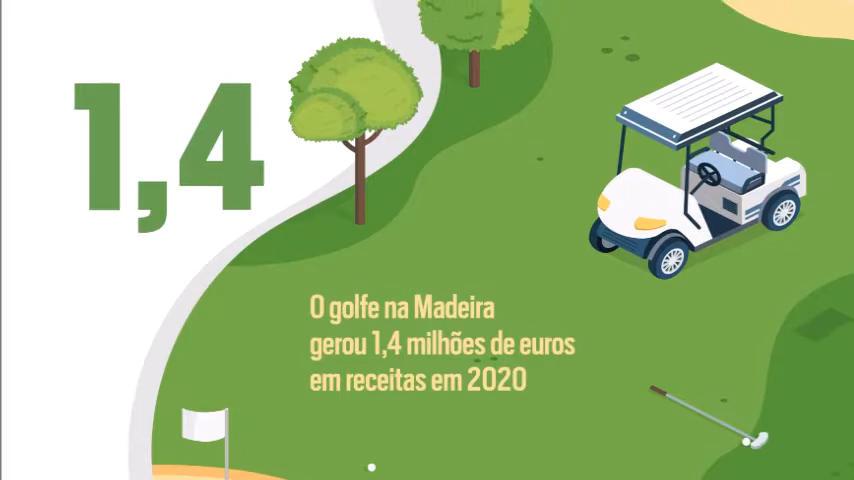 1,4
O golfe na Madeira
gerou 1,4 milhões de euros
em receitas em 2020